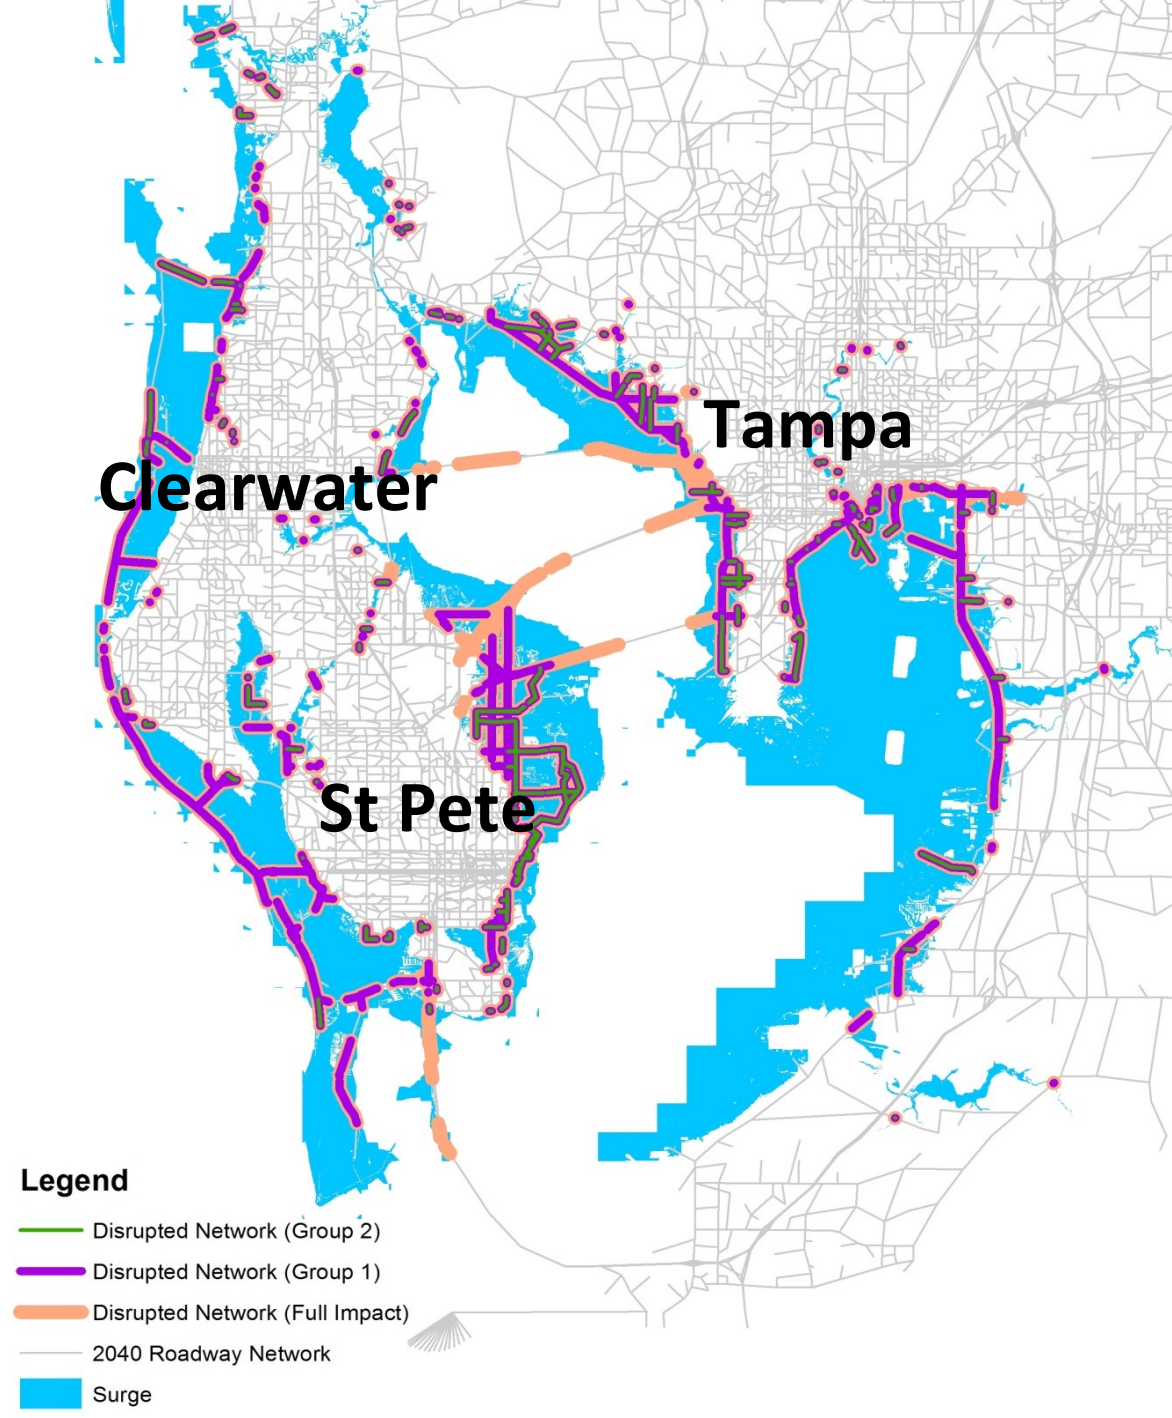 Tampa
Clearwater
St Pete
Legend
Disrupted Network (Group 2)
Disrupted Network (Group 1)
Disrupted Network (Full Impact)
2040 Roadway Network
Surge